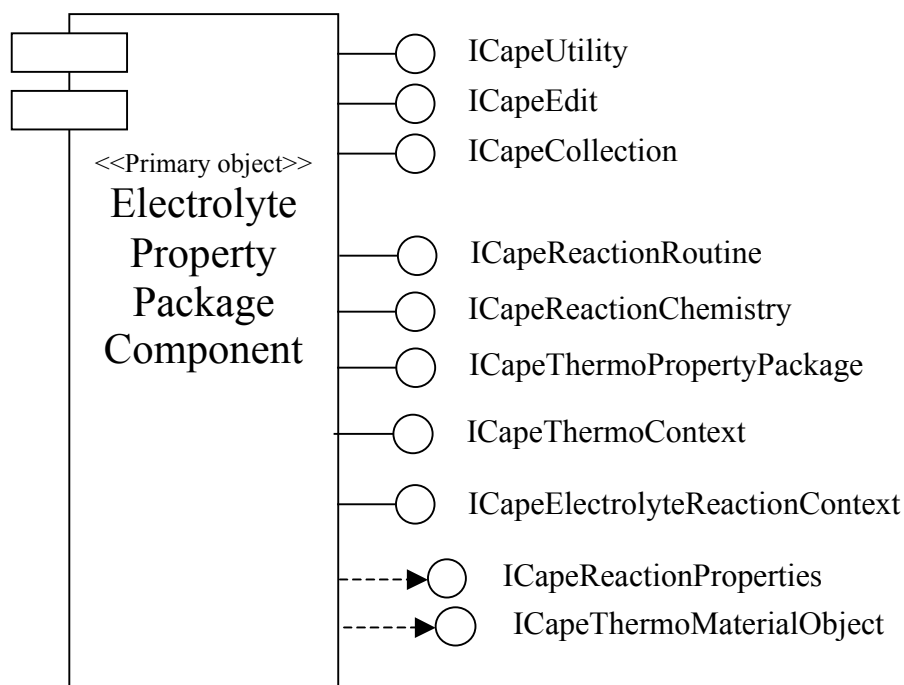 ICapeUtility
ICapeEdit
ICapeCollection
<<Primary object>>
Electrolyte
Property
Package
Component
ICapeReactionRoutine
ICapeReactionChemistry
ICapeThermoPropertyPackage
ICapeThermoContext
ICapeElectrolyteReactionContext
ICapeReactionProperties
ICapeThermoMaterialObject